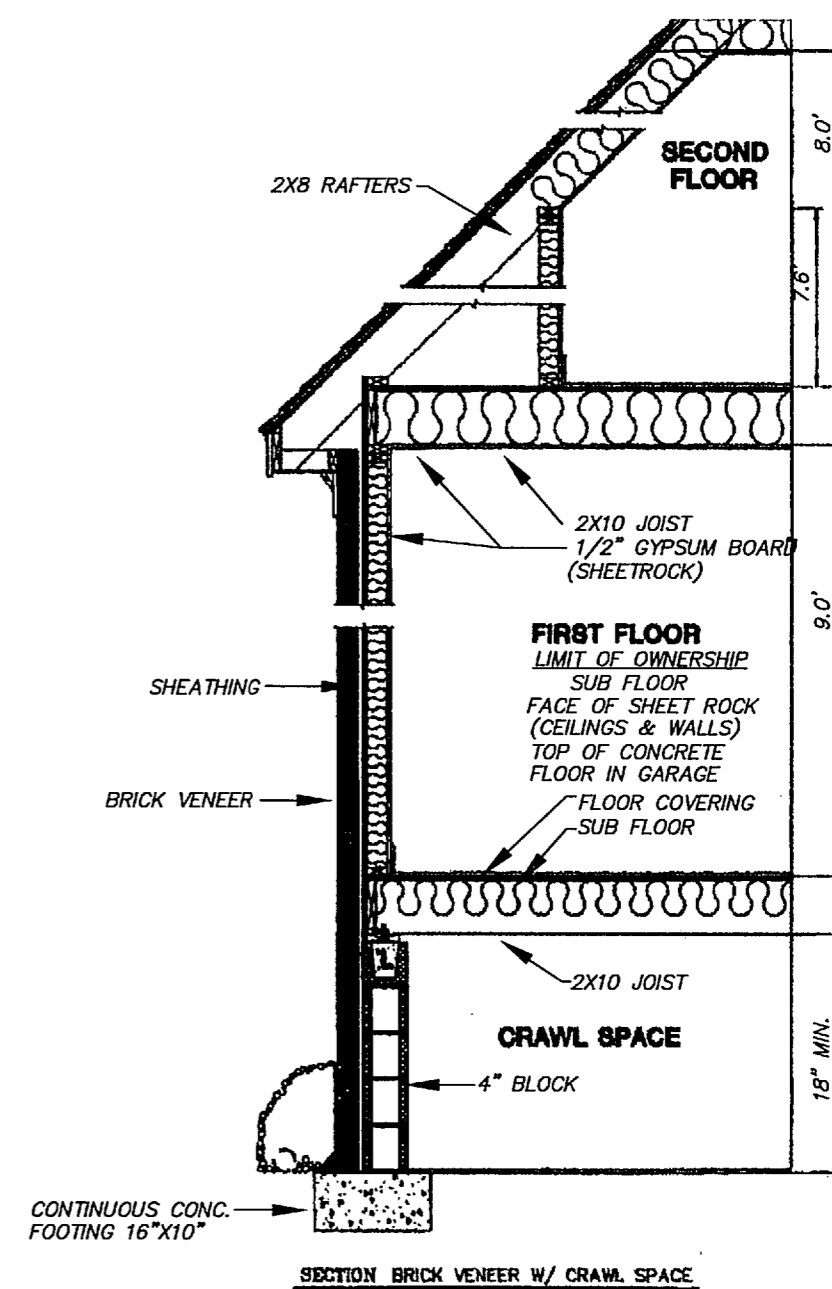 8.0'
SECOND
FLOOR
2X8 RAFTERS
7.6'
2X10 JOIST
1/2" GYPSUM BOARD
(SHEETROCK)
9.0'
FIRST FLOOR
LIMIT OF OWNERSHIP
SUB FLOOR
FACE OF SHEET ROCK
(CEILINGS & WALLS)
TOP OF CONCRETE
FLOOR IN GARAGE
SHEATHING
BRICK VENEER
FLOOR COVERING
SUB FLOOR
2X10 JOIST
CRAWL SPACE
18" MIN.
4" BLOCK
CONTINUOUS CONC.
FOOTING 16"X10"
SECTION BRICK VENEER W/ CRAWL SPACE